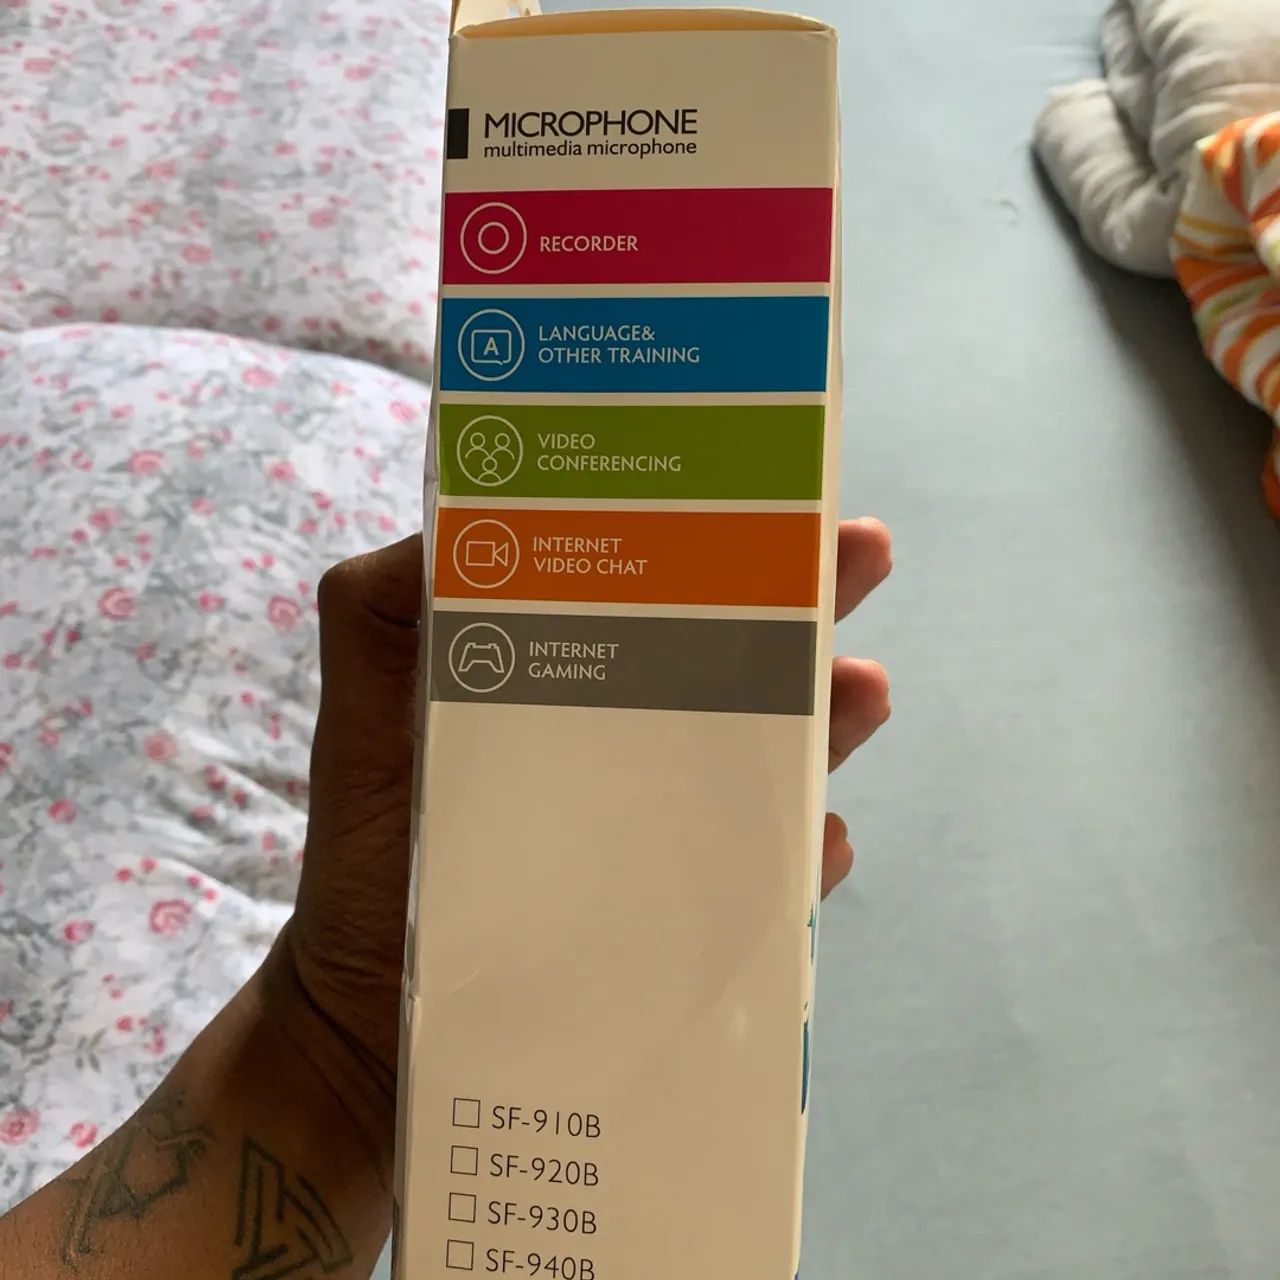 MICROPHONE
multimedia microphone
RECORDER
A
LANGUAGE&
OTHER TRAINING
VIDEO
CONFERENCING
INTERNET
VIDEO CHAT
INTERNET
GAMING
SF-910B
SF-920B
SF-930B
SF-940B